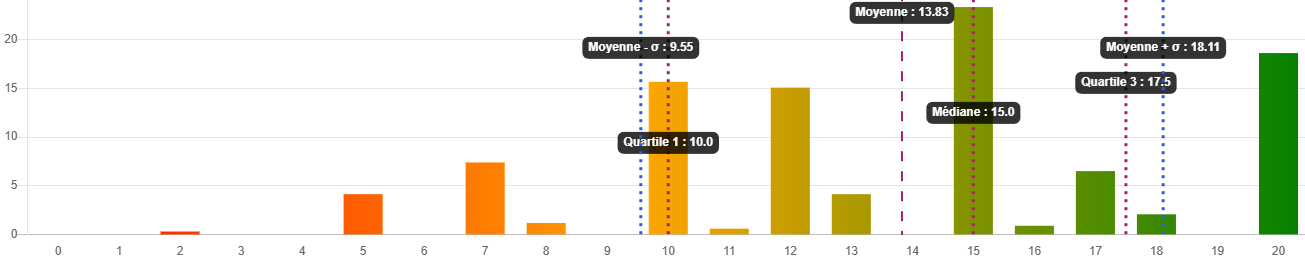 Moyenne : 13.83
20
Moyenne - σ : 9.55
Moyenne + σ : 18.11
15
Quartile 3 : 17.5
Médiane : 15.0
10
Quartile 1 : 10.0
5
0
0 1 2 3 4 5 6 7 8 9 10 11 12 13 14 15 16 17 18 19 20